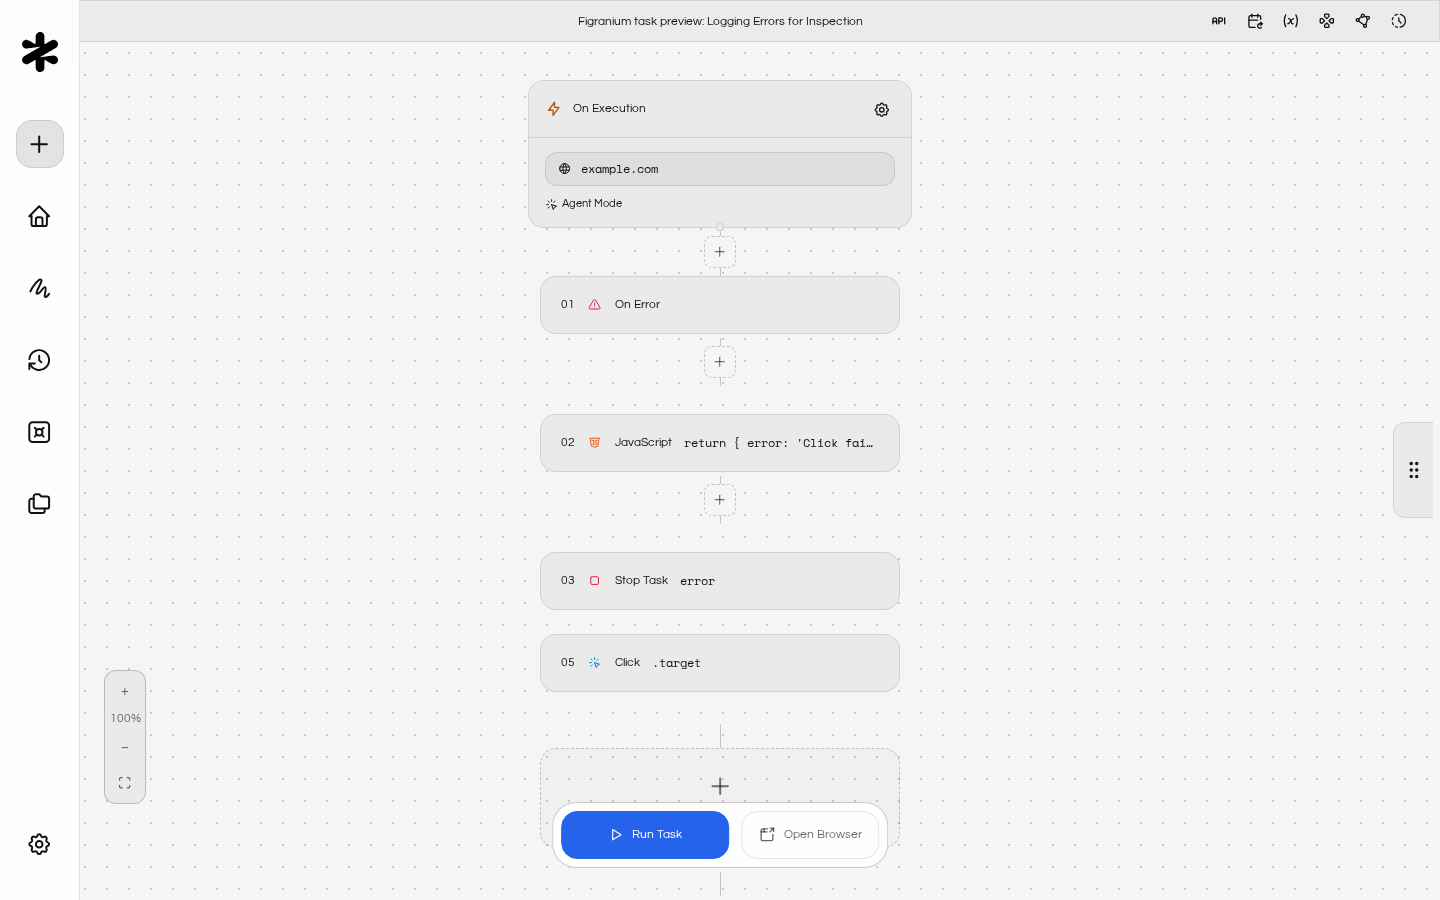 Figranium task preview: Logging Errors for Inspection
API
(x)
On Execution
example.com
Agent Mode
01 On Error
02 JavaScript return { error: 'Click fai…
03 Stop Task error
05 Click .target
+
100%
−
Run Task
Open Browser